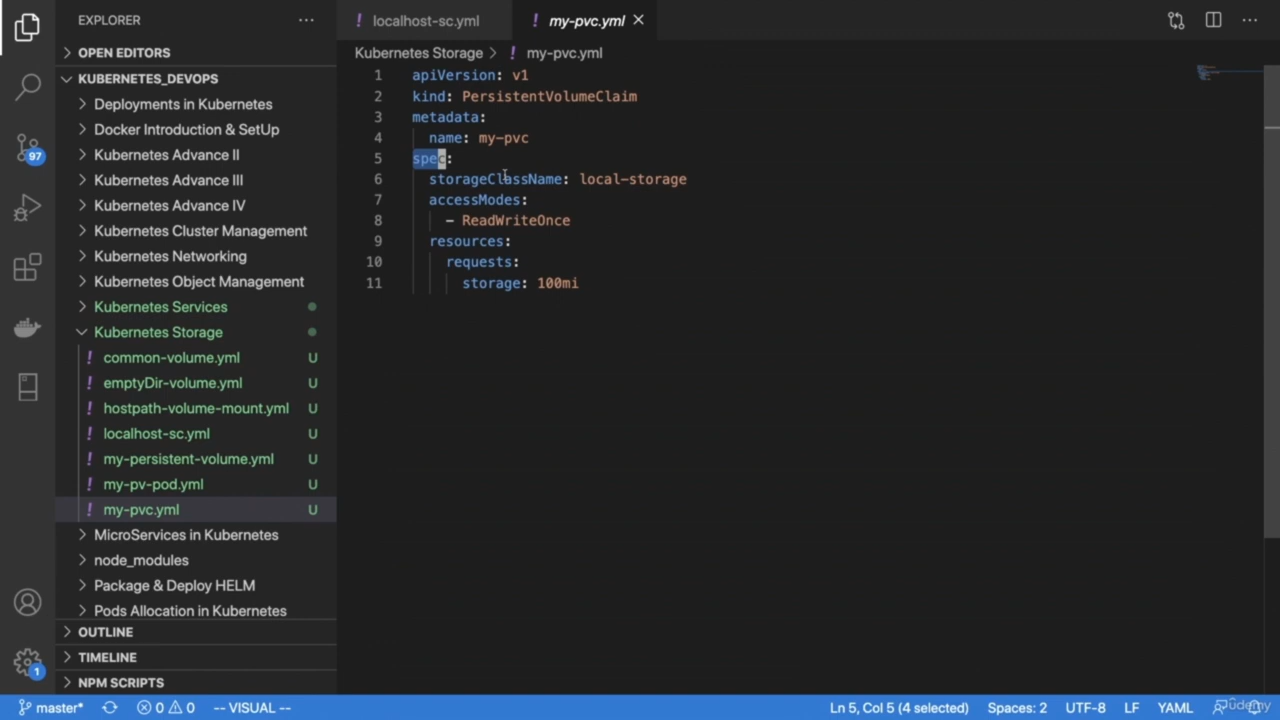 EXPLORER
localhost-sc.yml
my-pvc.yml
OPEN EDITORS
Kubernetes Storage > my-pvc.yml
KUBERNETES_DEVOPS
Deployments in Kubernetes
Docker Introduction & SetUp
Kubernetes Advance II
Kubernetes Advance III
Kubernetes Advance IV
Kubernetes Cluster Management
Kubernetes Networking
Kubernetes Object Management
Kubernetes Services
Kubernetes Storage
! common-volume.yml U
! emptyDir-volume.yml U
! hostpath-volume-mount.yml U
! localhost-sc.yml U
! my-persistent-volume.yml U
! my-pv-pod.yml U
! my-pvc.yml U
MicroServices in Kubernetes
node_modules
Package & Deploy HELM
Pods Allocation in Kubernetes
OUTLINE
TIMELINE
NPM SCRIPTS
97
1
1 apiVersion: v1
2 kind: PersistentVolumeClaim
3 metadata:
4   name: my-pvc
5 spec:
6   storageClassName: local-storage
7   accessModes:
8     - ReadWriteOnce
9   resources:
10     requests:
11       storage: 100mi
master* 0 0 -- VISUAL -- Ln 5, Col 5 (4 selected) Spaces: 2 UTF-8 LF YAML
Udemy